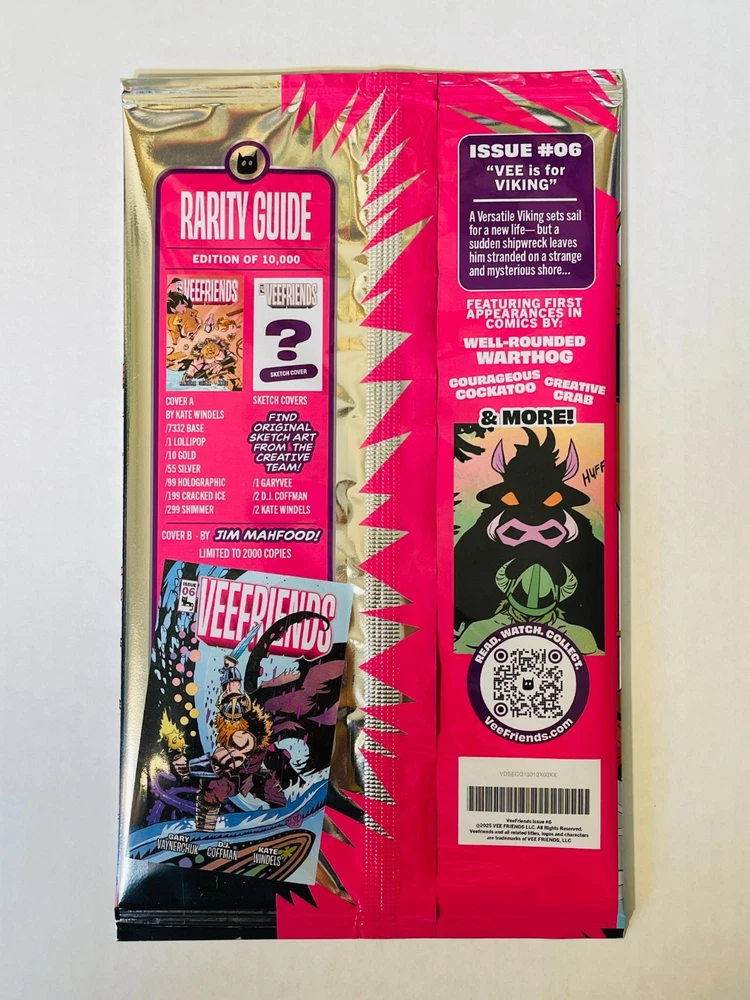 RARITY GUIDE
EDITION OF 10,000
VEEFRIENDS
VEEFRIENDS
?
SKETCH COVER
COVER A
BY KATE WINDELS
/7332 BASE
/1 LOLLIPOP
/10 GOLD
/55 SILVER
/99 HOLOGRAPHIC
/199 CRACKED ICE
/299 SHIMMER
SKETCH COVERS
FIND
ORIGINAL
SKETCH ART
FROM THE
CREATIVE
TEAM!
/1 GARYVEE
/2 D.J. COFFMAN
/2 KATE WINDELS
COVER B - BY JIM MAHFOOD!
LIMITED TO 2000 COPIES
ISSUE
06
VEEFRIENDS
GARY
VAYNERCHUK
D.J.
COFFMAN
KATE
WINDELS
ISSUE #06
"VEE is for
VIKING"
A Versatile Viking sets sail
for a new life— but a
sudden shipwreck leaves
him stranded on a strange
and mysterious shore...
FEATURING FIRST
APPEARANCES IN
COMICS BY:
WELL-ROUNDED
WARTHOG
COURAGEOUS
COCKATOO
CREATIVE
CRAB
& MORE!
HUFF
READ. WATCH. COLLECT.
VeeFriends.com
VeeFriends Issue #6
©2025 VEE FRIENDS LLC. All Rights Reserved.
Veefriends and all related titles, logos and characters
are trademarks of VEE FRIENDS, LLC